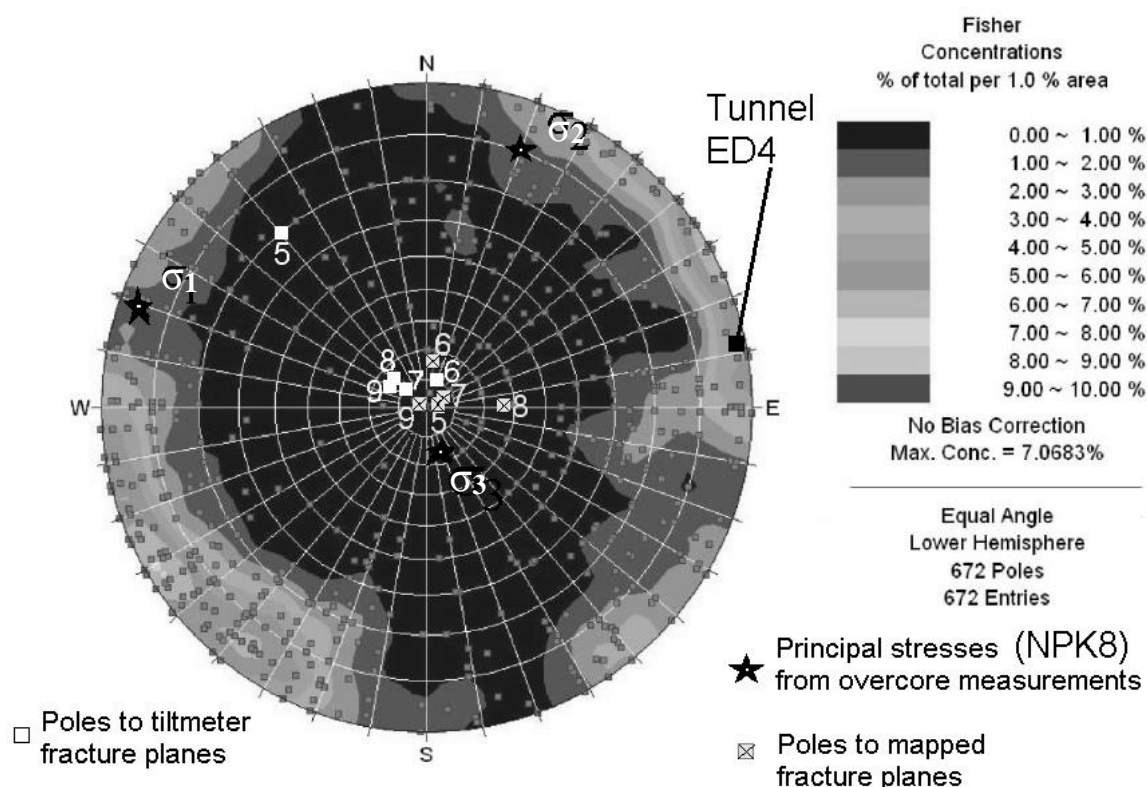 Fisher
Concentrations
% of total per 1.0 % area
N
σ2
Tunnel
ED4
0.00 ~ 1.00 %
1.00 ~ 2.00 %
2.00 ~ 3.00 %
3.00 ~ 4.00 %
4.00 ~ 5.00 %
5.00 ~ 6.00 %
6.00 ~ 7.00 %
7.00 ~ 8.00 %
8.00 ~ 9.00 %
9.00 ~ 10.00 %
5
σ1
6
8
6
9
7
7
W
9
5
8
E
No Bias Correction
Max. Conc. = 7.0683%
σ3
3
Equal Angle
Lower Hemisphere
672 Poles
672 Entries
Principal stresses (NPK8)
from overcore measurements
Poles to tiltmeter
fracture planes
S
Poles to mapped
fracture planes